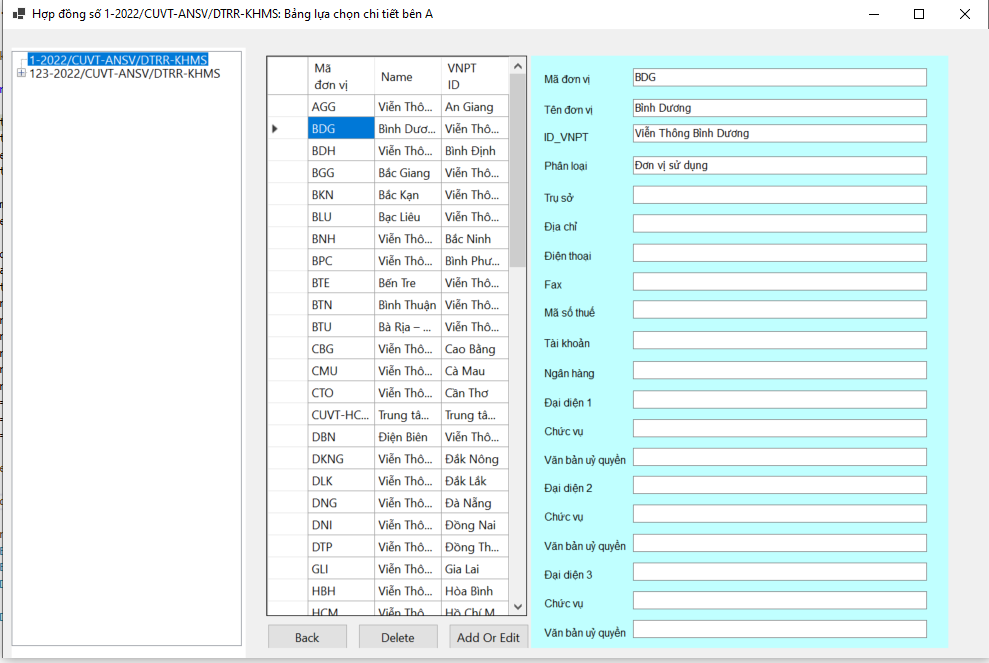 Hợp đồng số 1-2022/CUVT-ANSV/DTRR-KHMS: Bảng lựa chọn chi tiết bên A
1-2022/CUVT-ANSV/DTRR-KHMS
123-2022/CUVT-ANSV/DTRR-KHMS
Mã đơn vị Name VNPT ID
AGG Viễn Thô... An Giang
BDG Bình Dươ... Viễn Thô...
BDH Viễn Thô... Bình Định
BGG Bắc Giang Viễn Thô...
BKN Bắc Kạn Viễn Thô...
BLU Bạc Liêu Viễn Thô...
BNH Viễn Thô... Bắc Ninh
BPC Viễn Thô... Bình Phư...
BTE Bến Tre Viễn Thô...
BTN Bình Thuận Viễn Thô...
BTU Bà Rịa – ... Viễn Thô...
CBG Viễn Thô... Cao Bằng
CMU Viễn Thô... Cà Mau
CTO Viễn Thô... Cần Thơ
CUVT-HC... Trung tâ... Trung tâ...
DBN Điện Biên Viễn Thô...
DKNG Viễn Thô... Đắk Nông
DLK Viễn Thô... Đắk Lắk
DNG Viễn Thô... Đà Nẵng
DNI Viễn Thô... Đồng Nai
DTP Viễn Thô... Đồng Th...
GLI Viễn Thô... Gia Lai
HBH Viễn Thô... Hòa Bình
HCM Viễn Thô Hồ Chí M
Back Delete Add Or Edit
Mã đơn vị BDG
Tên đơn vị Bình Dương
ID_VNPT Viễn Thông Bình Dương
Phân loại Đơn vị sử dụng
Trụ sở
Địa chỉ
Điện thoại
Fax
Mã số thuế
Tài khoản
Ngân hàng
Đại diện 1
Chức vụ
Văn bản uỷ quyền
Đại diện 2
Chức vụ
Văn bản uỷ quyền
Đại diện 3
Chức vụ
Văn bản uỷ quyền